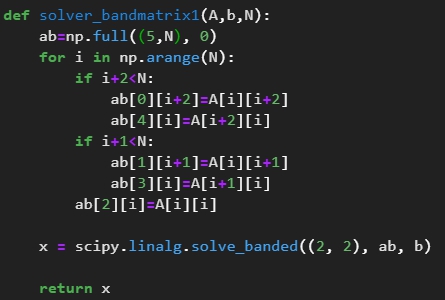 def solver_bandmatrix1(A,b,N):
    ab=np.full((5,N), 0)
    for i in np.arange(N):
        if i+2<N:
            ab[0][i+2]=A[i][i+2]
            ab[4][i]=A[i+2][i]
        if i+1<N:
            ab[1][i+1]=A[i][i+1]
            ab[3][i]=A[i+1][i]
        ab[2][i]=A[i][i]
    x = scipy.linalg.solve_banded((2, 2), ab, b)
    return x